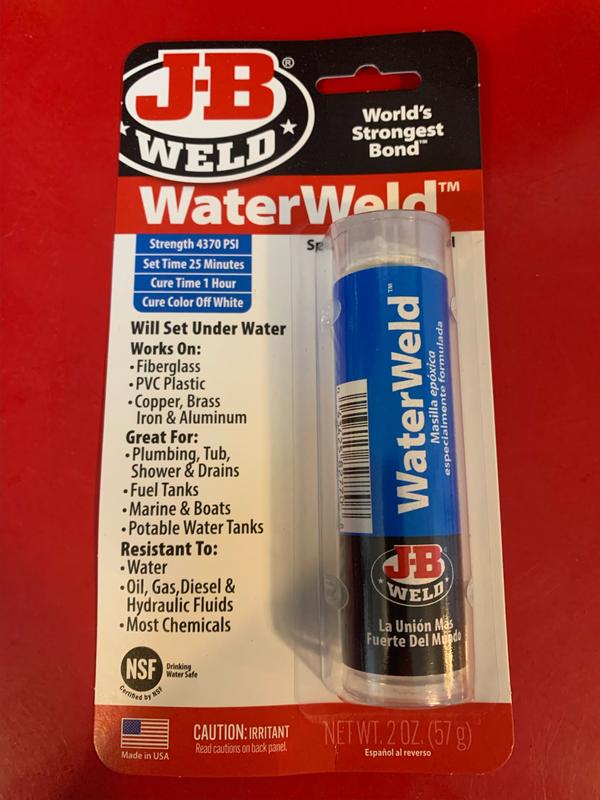 J-B®
WELD
World's
Strongest
Bond™
WaterWeld™
Strength 4370 PSI
Set Time 25 Minutes
Cure Time 1 Hour
Cure Color Off White
Will Set Under Water
Works On:
•Fiberglass
•PVC Plastic
•Copper, Brass
Iron & Aluminum
Great For:
•Plumbing, Tub,
Shower & Drains
•Fuel Tanks
•Marine & Boats
•Potable Water Tanks
Resistant To:
•Water
•Oil, Gas,Diesel &
Hydraulic Fluids
•Most Chemicals
NSF
Drinking
Water Safe
Certified by NSF
Made in USA
CAUTION: IRRITANT
Read cautions on back panel.
NET WT. 2 OZ. (57 g)
Español al reverso
WaterWeld™
Masilla epóxica
especialmente formulada
J-B
WELD
La Unión Más
Fuerte Del Mundo